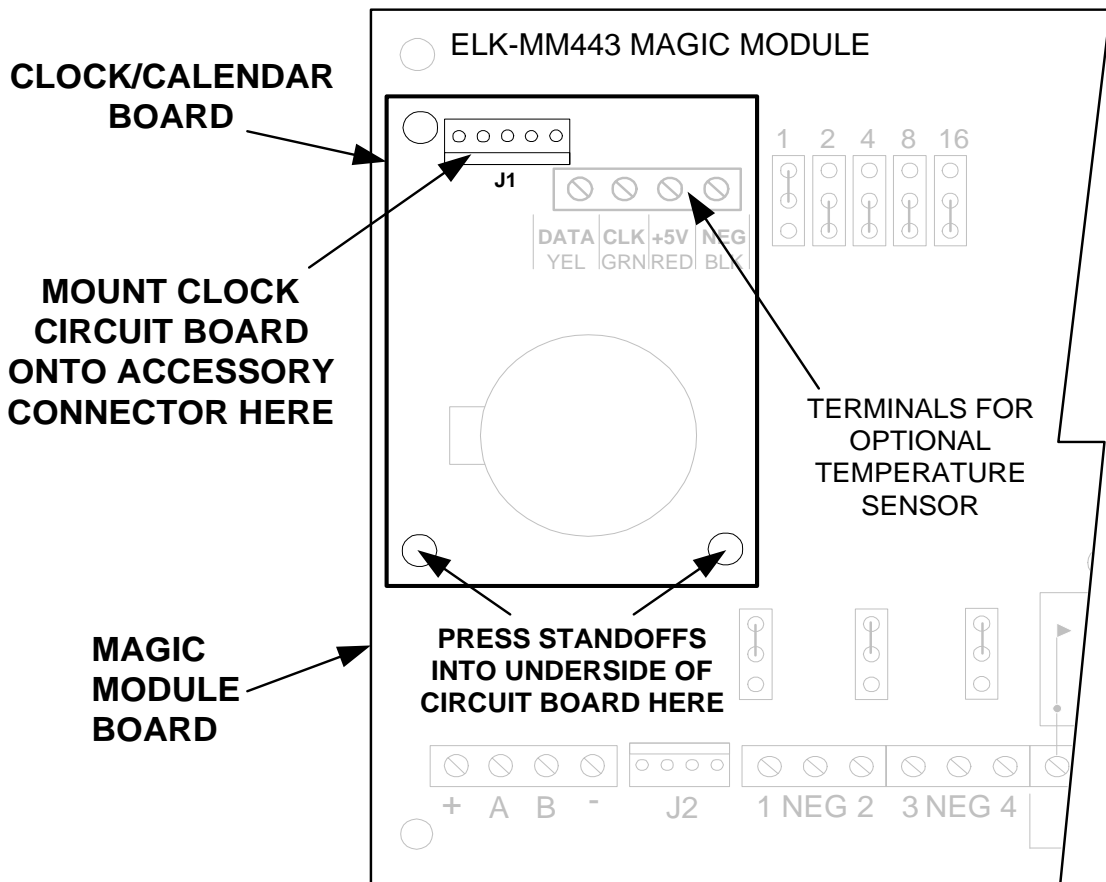 ELK-MM443 MAGIC MODULE
CLOCK/CALENDAR
BOARD
J1
1 2 4 8 16
DATA CLK +5V NEG
YEL GRN RED BLK
MOUNT CLOCK
CIRCUIT BOARD
ONTO ACCESSORY
CONNECTOR HERE
TERMINALS FOR
OPTIONAL
TEMPERATURE
SENSOR
PRESS STANDOFFS
INTO UNDERSIDE OF
CIRCUIT BOARD HERE
MAGIC
MODULE
BOARD
+ A B - J2 1 NEG 2 3 NEG 4